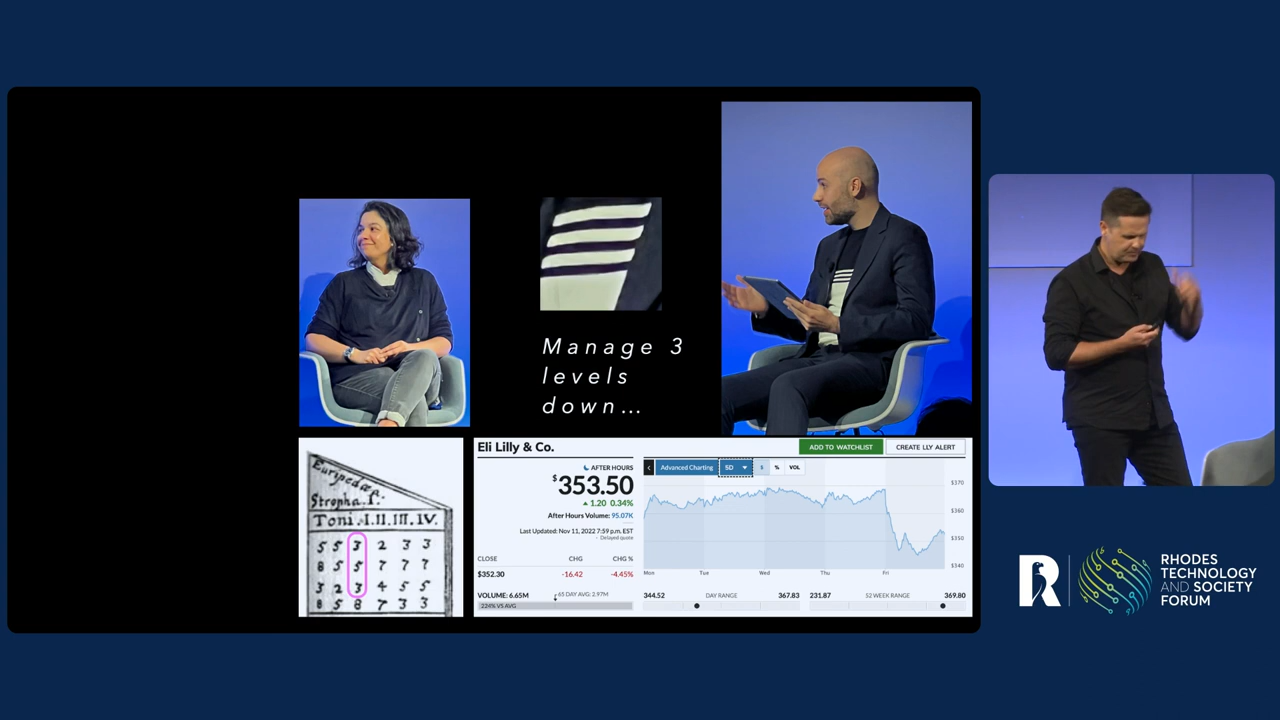 Manage 3
levels
down...
Euripedæ:
Stropha. I:
Toni .I.II.III.IV.
5 5 3 2 3 3
8 5 5 7 7 7
3 2 3 4 5 5
8 5 8 7 3 3
Eli Lilly & Co.
ADD TO WATCHLIST
CREATE LLY ALERT
AFTER HOURS
$353.50
1.20 0.34%
After Hours Volume: 95.07K
Last Updated: Nov 11, 2022 7:59 p.m. EST
Delayed quote
CLOSE CHG CHG %
$352.30 -16.42 -4.45%
VOLUME: 6.65M 65 DAY AVG: 2.97M
224% VS AVG
Advanced Charting 5D $ % VOL
$370
$360
$350
$340
Mon Tue Wed Thu Fri
344.52 DAY RANGE 367.83
231.87 52 WEEK RANGE 369.80
R
RHODES
TECHNOLOGY
AND SOCIETY
FORUM